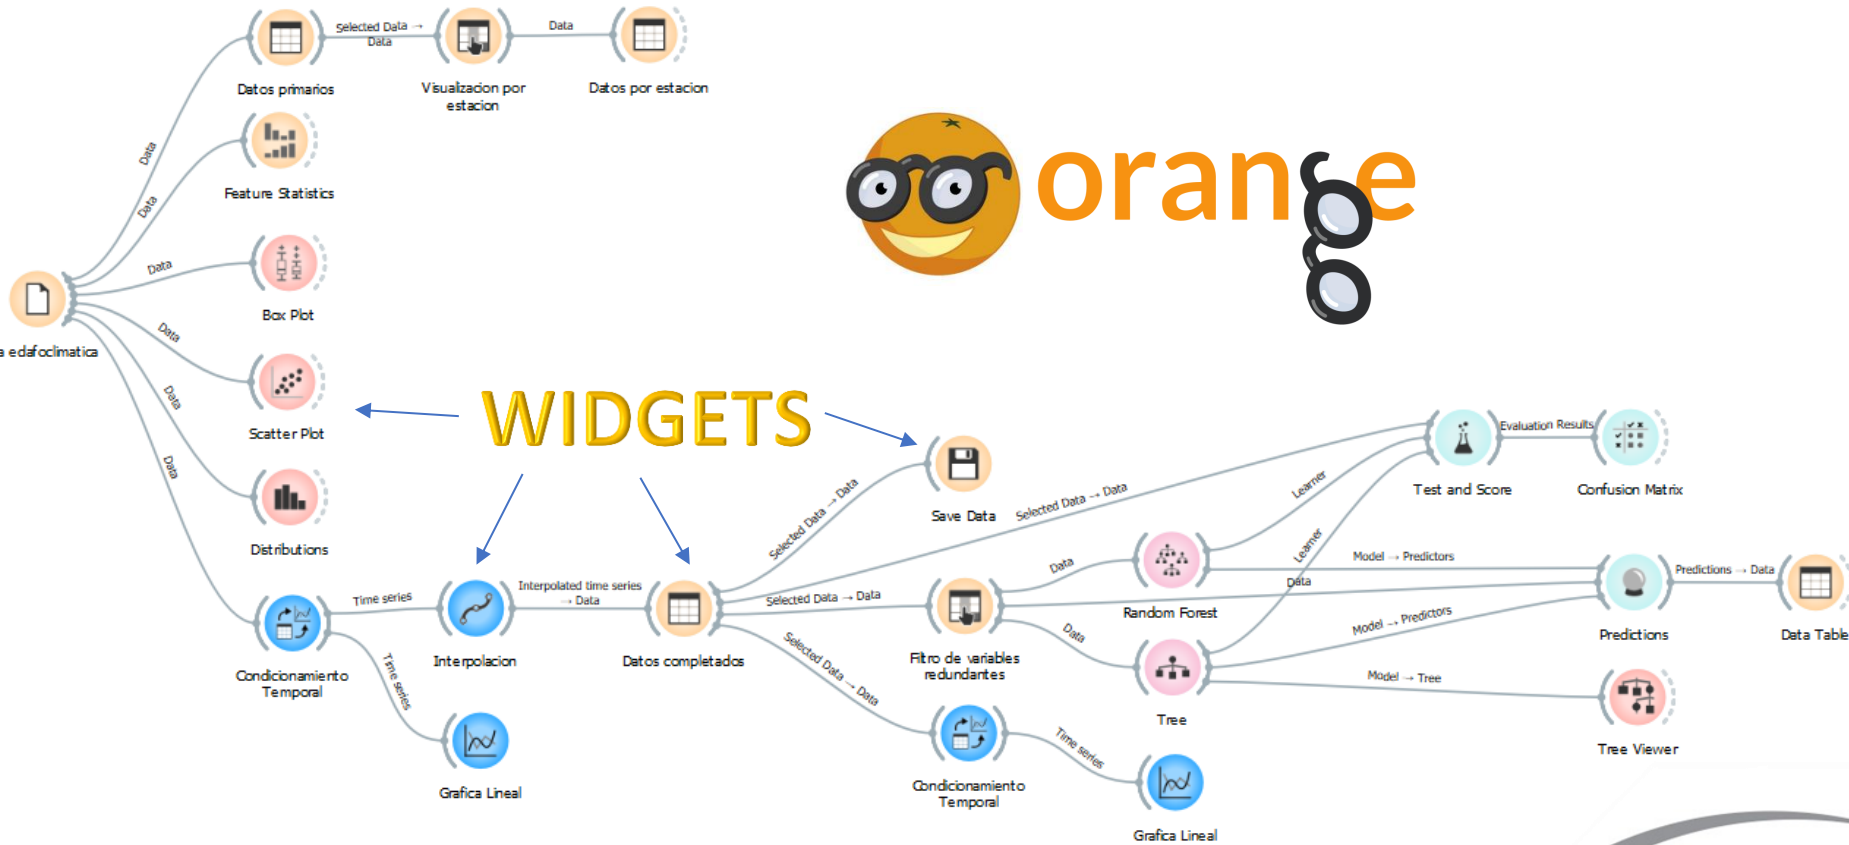 Selected Data →
Data
Data
Datos primarios
Visualizacion por
estacion
Datos por estacion
Data
Feature Statistics
Data
orange
Data
Box Plot
a edafoclimatica
Data
Scatter Plot
WIDGETS
Data
Distributions
Data
Save Data
Selected Data → Data
Selected Data → Data
Learner
Evaluation Results
Test and Score
Confusion Matrix
Time series
Interpolated time series
→ Data
Selected Data → Data
Data
Learner
Model → Predictors
Data
Predictions → Data
Random Forest
Condicionamiento
Temporal
Interpolacion
Datos completados
Selected Data → Data
Filtro de variables
redundantes
Data
Model → Predictors
Predictions
Data Table
Time series
Model → Tree
Tree
Tree Viewer
Grafica Lineal
Condicionamiento
Temporal
Time series
Grafica Lineal